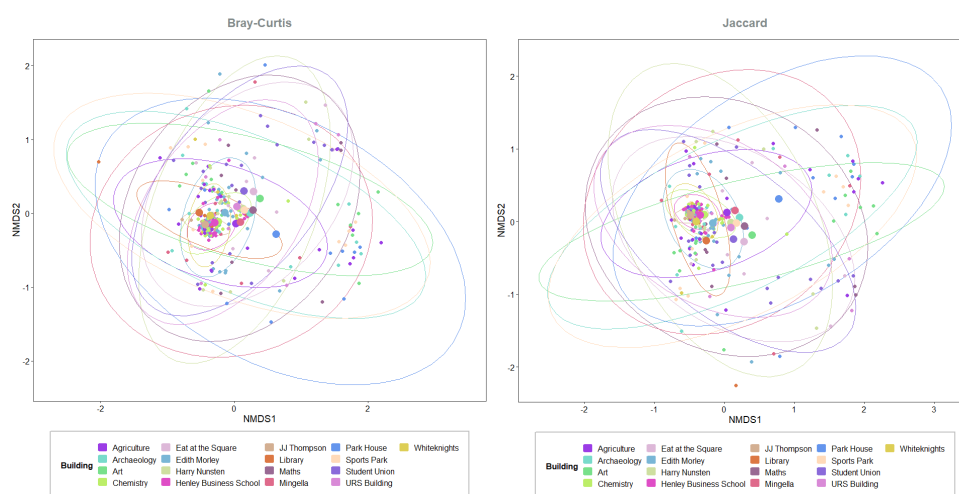 Bray-Curtis
2
1
0
-1
-2
NMDS2
-2
0
2
NMDS1
Building
Agriculture
Eat at the Square
JJ Thompson
Park House
Whiteknights
Archaeology
Edith Morley
Library
Sports Park
Art
Harry Nunsten
Maths
Student Union
Chemistry
Henley Business School
Mingella
URS Building
Jaccard
2
1
0
-1
-2
NMDS2
-2
-1
0
1
2
3
NMDS1
Building
Agriculture
Eat at the Square
JJ Thompson
Park House
Whiteknights
Archaeology
Edith Morley
Library
Sports Park
Art
Harry Nunsten
Maths
Student Union
Chemistry
Henley Business School
Mingella
URS Building